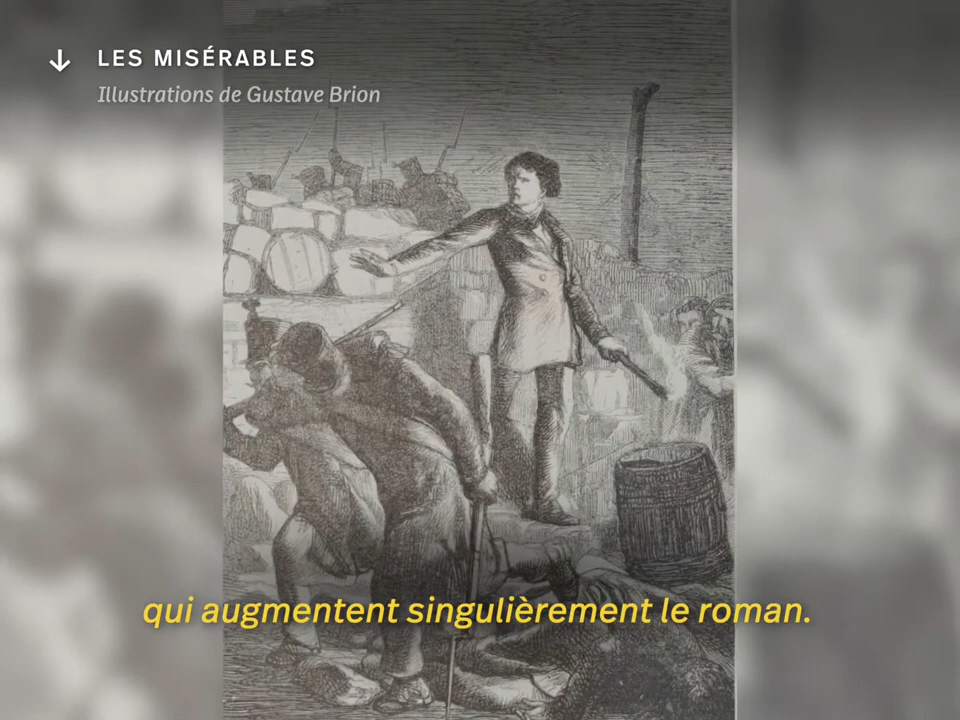 LES MISÉRABLES
Illustrations de Gustave Brion
qui augmentent singulièrement le roman.